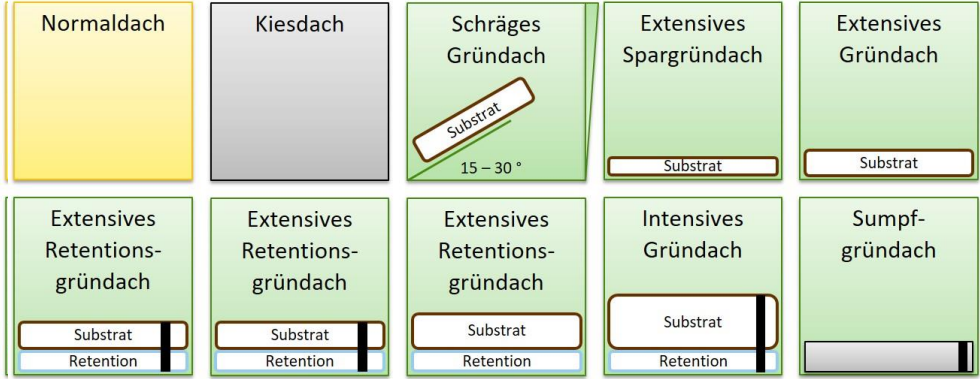 Normaldach
Kiesdach
Schräges
Gründach
Substrat
15 – 30 °
Extensives
Spargründach
Substrat
Extensives
Gründach
Substrat
Extensives
Retentions-
gründach
Substrat
Retention
Extensives
Retentions-
gründach
Substrat
Retention
Extensives
Retentions-
gründach
Substrat
Retention
Intensives
Gründach
Substrat
Retention
Sumpf-
gründach